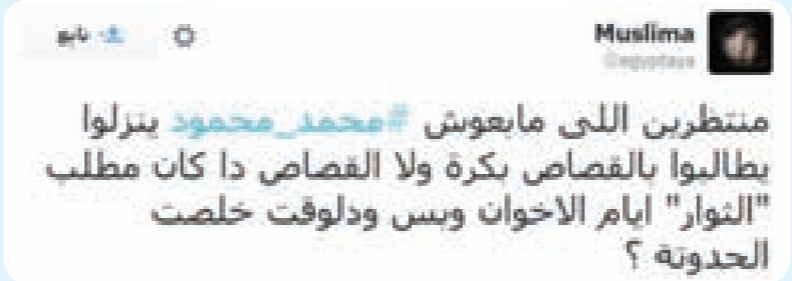 تابع
Muslima
منتظرين اللى مابعوش #محمد_محمود ينزلوا
يطالبوا بالقصاص بكرة ولا القصاص دا كان مطلب
"الثوار" ايام الاخوان وبس ودلوقت خلصت
الحدوتة ؟